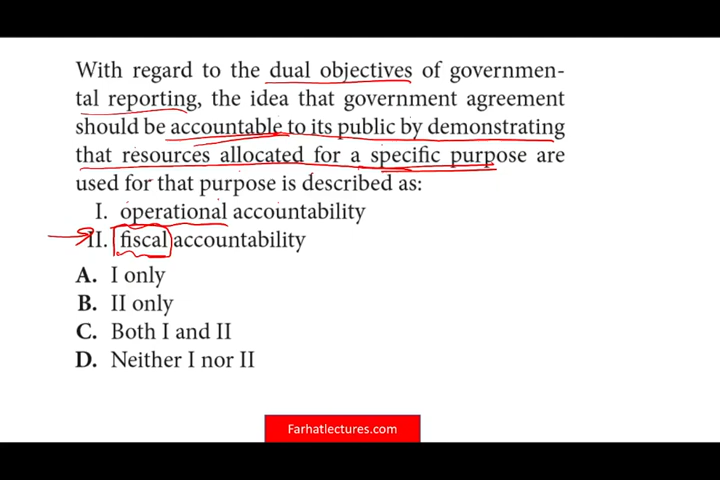 With regard to the dual objectives of governmen-
tal reporting, the idea that government agreement
should be accountable to its public by demonstrating
that resources allocated for a specific purpose are
used for that purpose is described as:
I. operational accountability
II. fiscal accountability
A. I only
B. II only
C. Both I and II
D. Neither I nor II
Farhatlectures.com